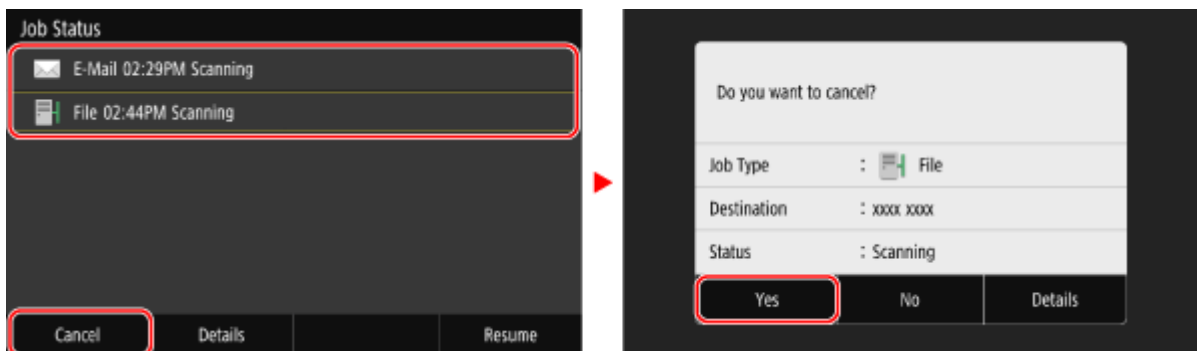 Job Status
E-Mail 02:29PM Scanning
File 02:44PM Scanning
Cancel Details Resume
Do you want to cancel?
Job Type : File
Destination : xxxx xxxx
Status : Scanning
Yes No Details